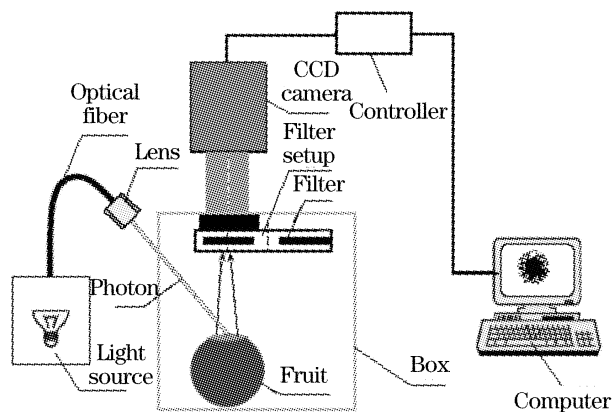 CCD
camera
Controller
Optical
fiber
Filter
setup
Lens
Filter
Photon
Light
source
Fruit
Box
Computer